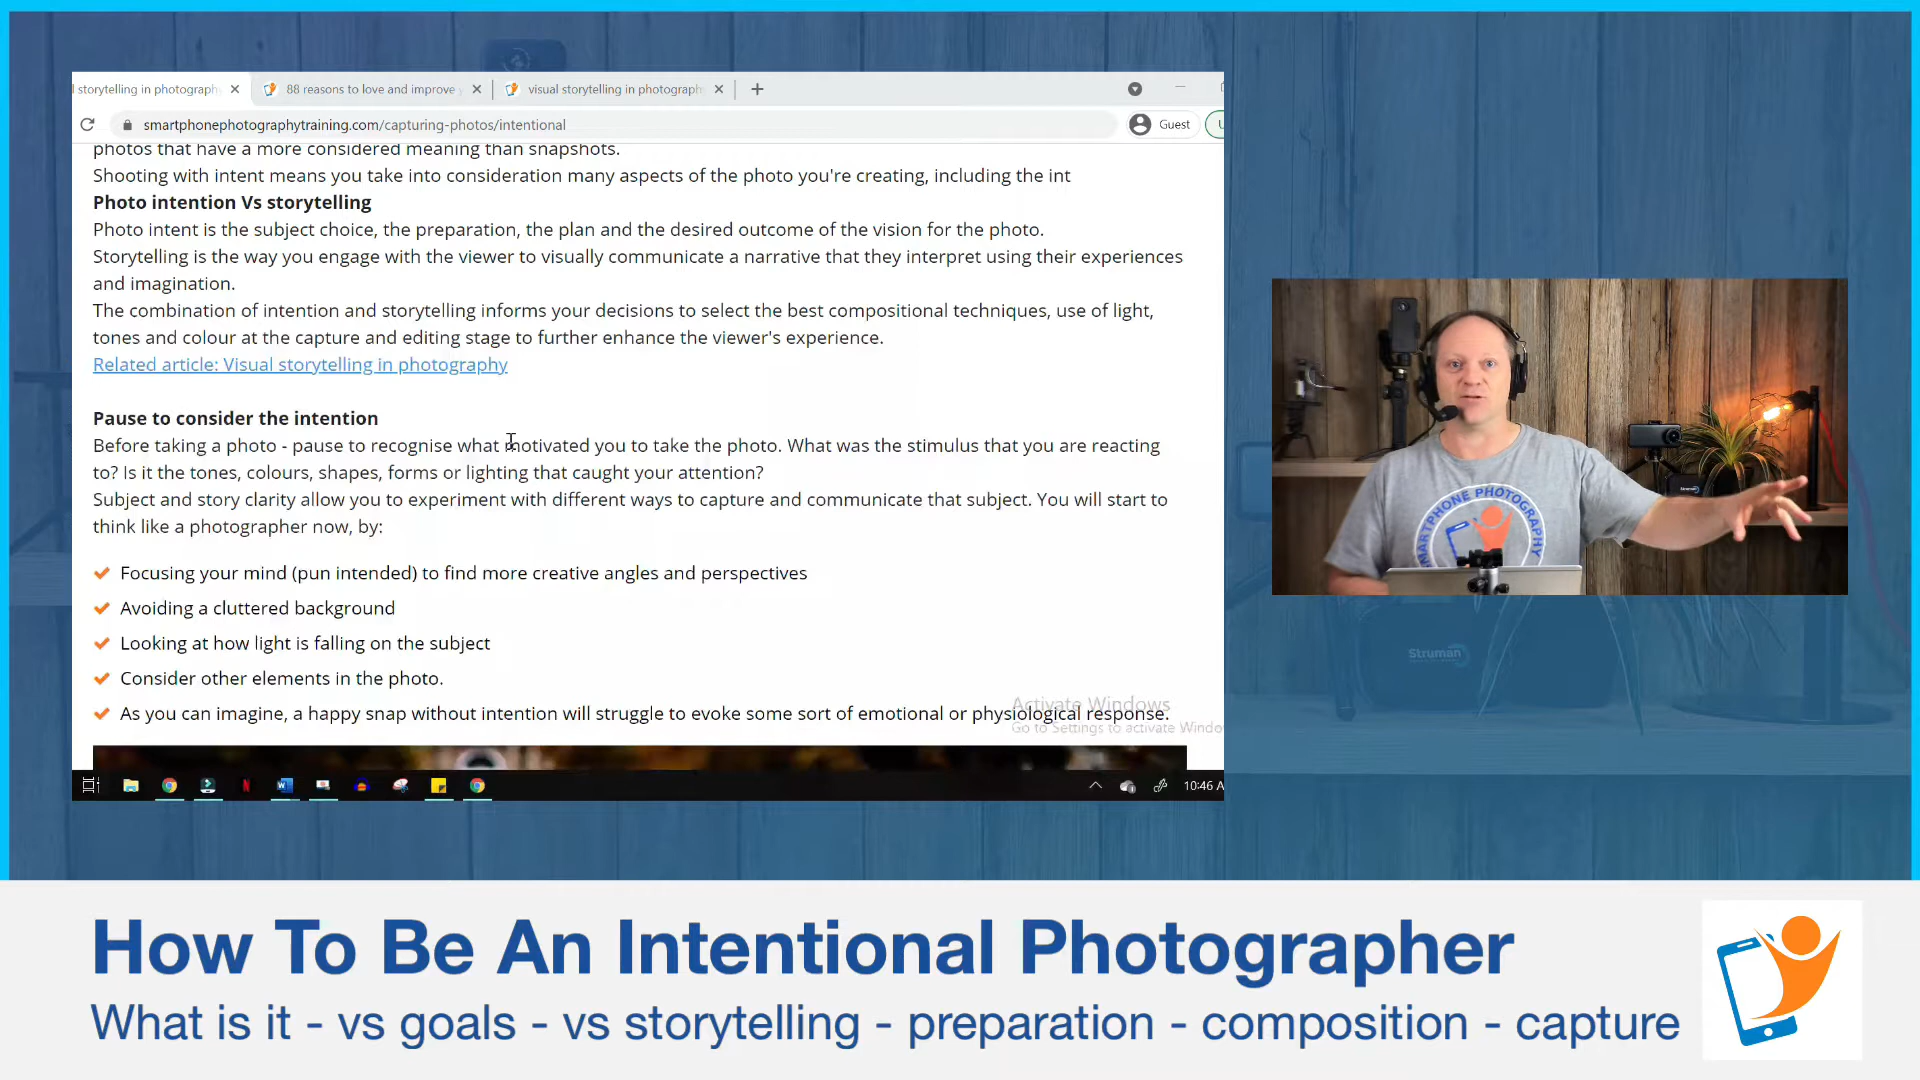 l storytelling in photograph
88 reasons to love and improve
visual storytelling in photograph
smartphonephotographytraining.com/capturing-photos/intentional
Guest
U
photos that have a more considered meaning than snapshots.
Shooting with intent means you take into consideration many aspects of the photo you're creating, including the int
Photo intention Vs storytelling
Photo intent is the subject choice, the preparation, the plan and the desired outcome of the vision for the photo.
Storytelling is the way you engage with the viewer to visually communicate a narrative that they interpret using their experiences
and imagination.
The combination of intention and storytelling informs your decisions to select the best compositional techniques, use of light,
tones and colour at the capture and editing stage to further enhance the viewer's experience.
Related article: Visual storytelling in photography
Pause to consider the intention
Before taking a photo - pause to recognise what motivated you to take the photo. What was the stimulus that you are reacting
to? Is it the tones, colours, shapes, forms or lighting that caught your attention?
Subject and story clarity allow you to experiment with different ways to capture and communicate that subject. You will start to
think like a photographer now, by:
Focusing your mind (pun intended) to find more creative angles and perspectives
Avoiding a cluttered background
Looking at how light is falling on the subject
Consider other elements in the photo.
As you can imagine, a happy snap without intention will struggle to evoke some sort of emotional or physiological response.
Activate Windows
Go to Settings to activate Windo
10:46 A
SMARTPHONE PHOTOGRAPHY
Struman
How To Be An Intentional Photographer
What is it - vs goals - vs storytelling - preparation - composition - capture